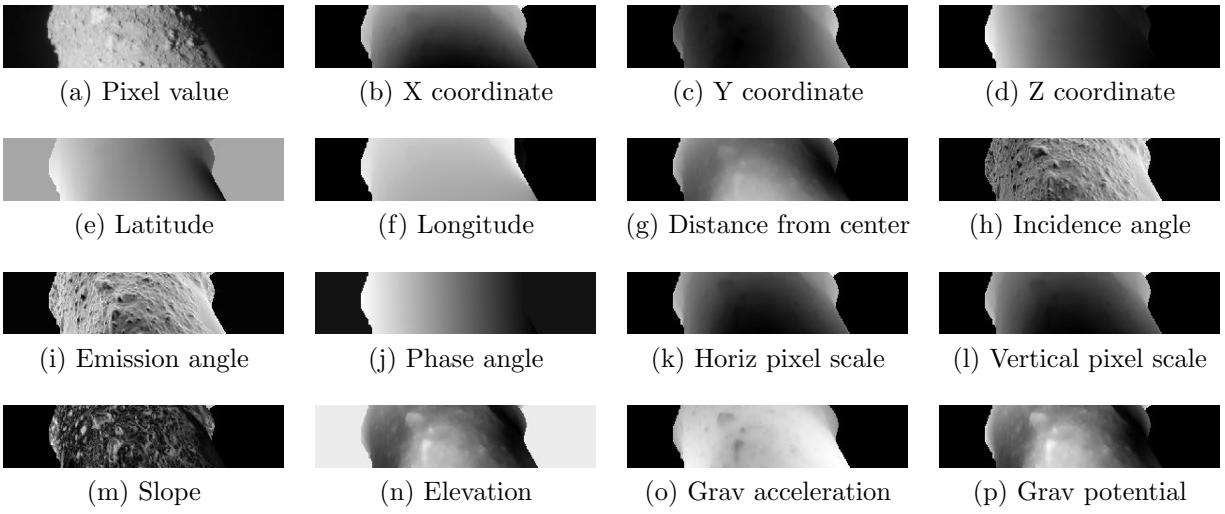 (a) Pixel value
(b) X coordinate
(c) Y coordinate
(d) Z coordinate
(e) Latitude
(f) Longitude
(g) Distance from center
(h) Incidence angle
(i) Emission angle
(j) Phase angle
(k) Horiz pixel scale
(l) Vertical pixel scale
(m) Slope
(n) Elevation
(o) Grav acceleration
(p) Grav potential